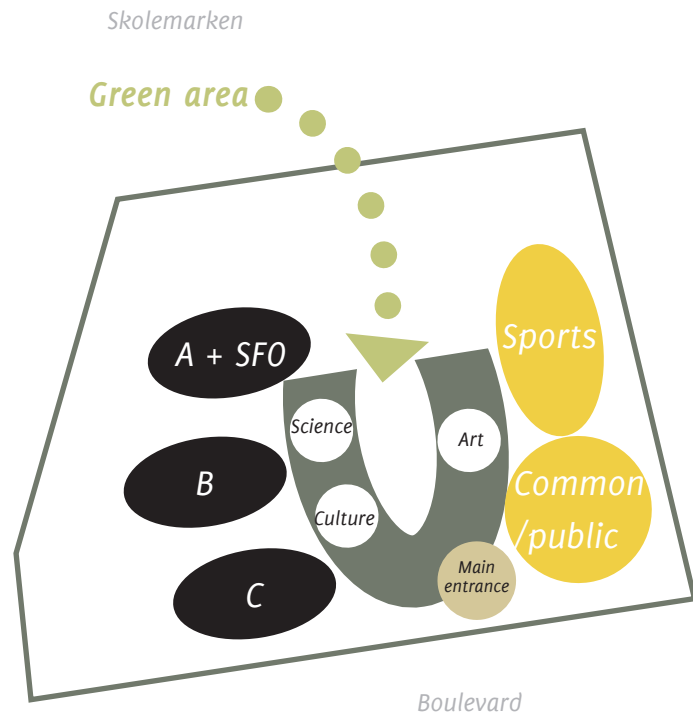 Skolemarken
Green area
Sports
A + SFO
Science
Art
B
Common
/public
Culture
Main
entrance
C
Boulevard